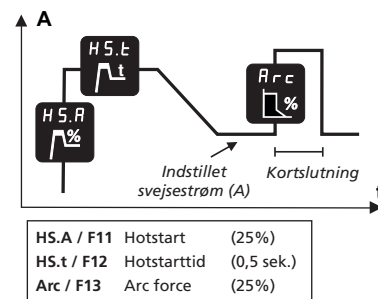 A
HS.t
t
Arc
%
HS.A
%
Indstillet
svejsestrøm (A)
Kortslutning
t
HS.A / F11 Hotstart (25%)
HS.t / F12 Hotstarttid (0,5 sek.)
Arc / F13 Arc force (25%)